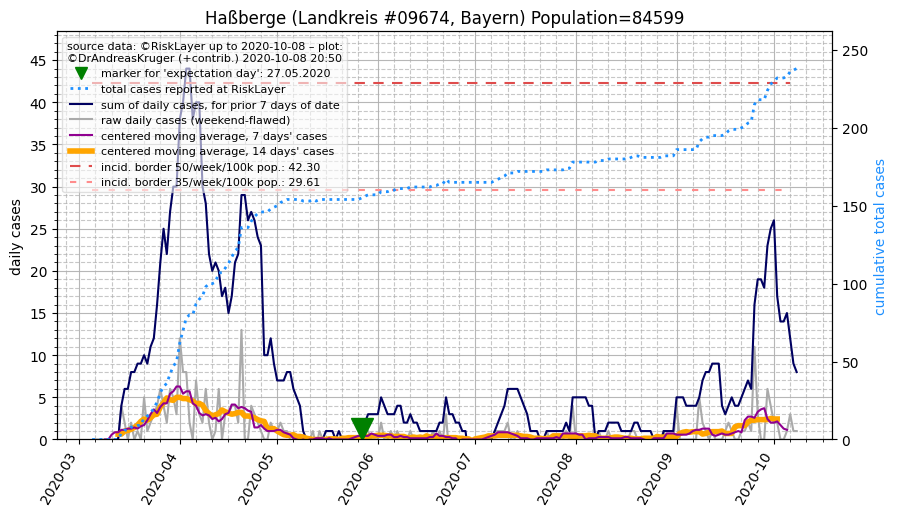 Haßberge (Landkreis #09674, Bayern) Population=84599
source data: ©RiskLayer up to 2020-10-08 – plot:
©DrAndreasKruger (+contrib.) 2020-10-08 20:50
marker for 'expectation day': 27.05.2020
total cases reported at RiskLayer
sum of daily cases, for prior 7 days of date
raw daily cases (weekend-flawed)
centered moving average, 7 days' cases
centered moving average, 14 days' cases
incid. border 50/week/100k pop.: 42.30
incid. border 35/week/100k pop.: 29.61
daily cases
45
40
35
30
25
20
15
10
5
0
cumulative total cases
250
200
150
100
50
0
2020-03
2020-04
2020-05
2020-06
2020-07
2020-08
2020-09
2020-10